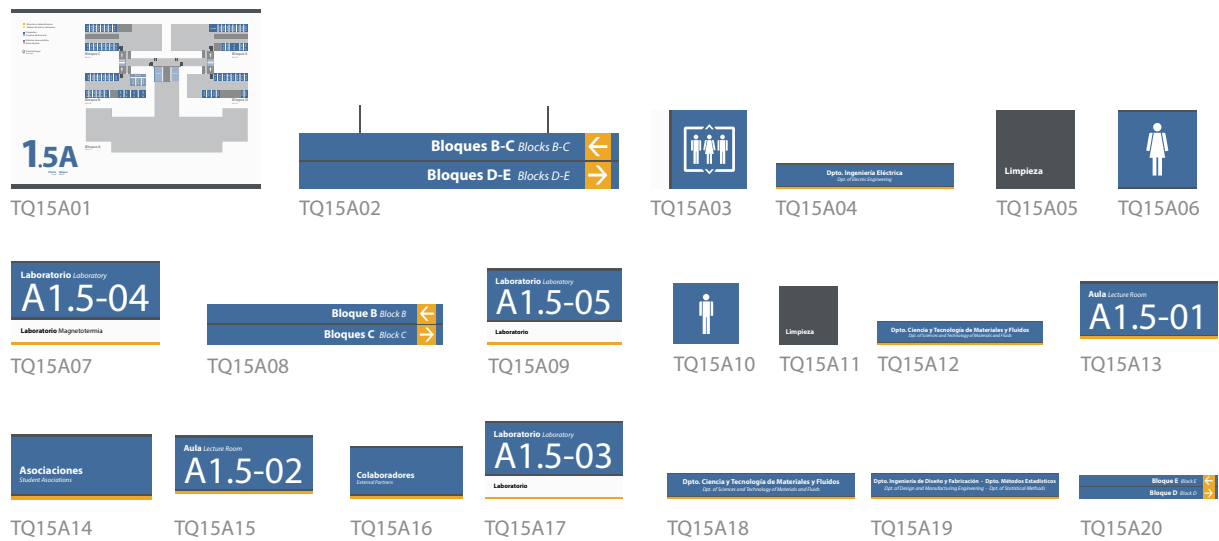 Bloque C
Bloque E
Bloque B
Bloque D
Bloque A
1.5A
Bloques B-C Blocks B-C
Bloques D-E Blocks D-E
Dpto. Ingeniería Eléctrica
Dpt. of Electric Engineering
Limpieza
TQ15A01
TQ15A02
TQ15A03
TQ15A04
TQ15A05
TQ15A06
Laboratorio Laboratory
A1.5-04
Laboratorio Magnetotermia
Bloque B Block B
Bloques C Block C
Laboratorio Laboratory
A1.5-05
Laboratorio
Limpieza
Dpto. Ciencia y Tecnología de Materiales y Fluidos
Dpt. of Sciences and Technology of Materials and Fluids
Aula Lecture Room
A1.5-01
TQ15A07
TQ15A08
TQ15A09
TQ15A10
TQ15A11
TQ15A12
TQ15A13
Asociaciones
Student Asociations
Aula Lecture Room
A1.5-02
Colaboradores
External Partners
Laboratorio Laboratory
A1.5-03
Laboratorio
Dpto. Ciencia y Tecnología de Materiales y Fluidos
Dpt. of Sciences and Technology of Materials and Fluids
Dpto. Ingeniería de Diseño y Fabricación - Dpto. Métodos Estadísticos
Dpt. of Design and Manufacturing Engineering - Dpt. of Statistical Methods
Bloque E Block E
Bloque D Block D
TQ15A14
TQ15A15
TQ15A16
TQ15A17
TQ15A18
TQ15A19
TQ15A20